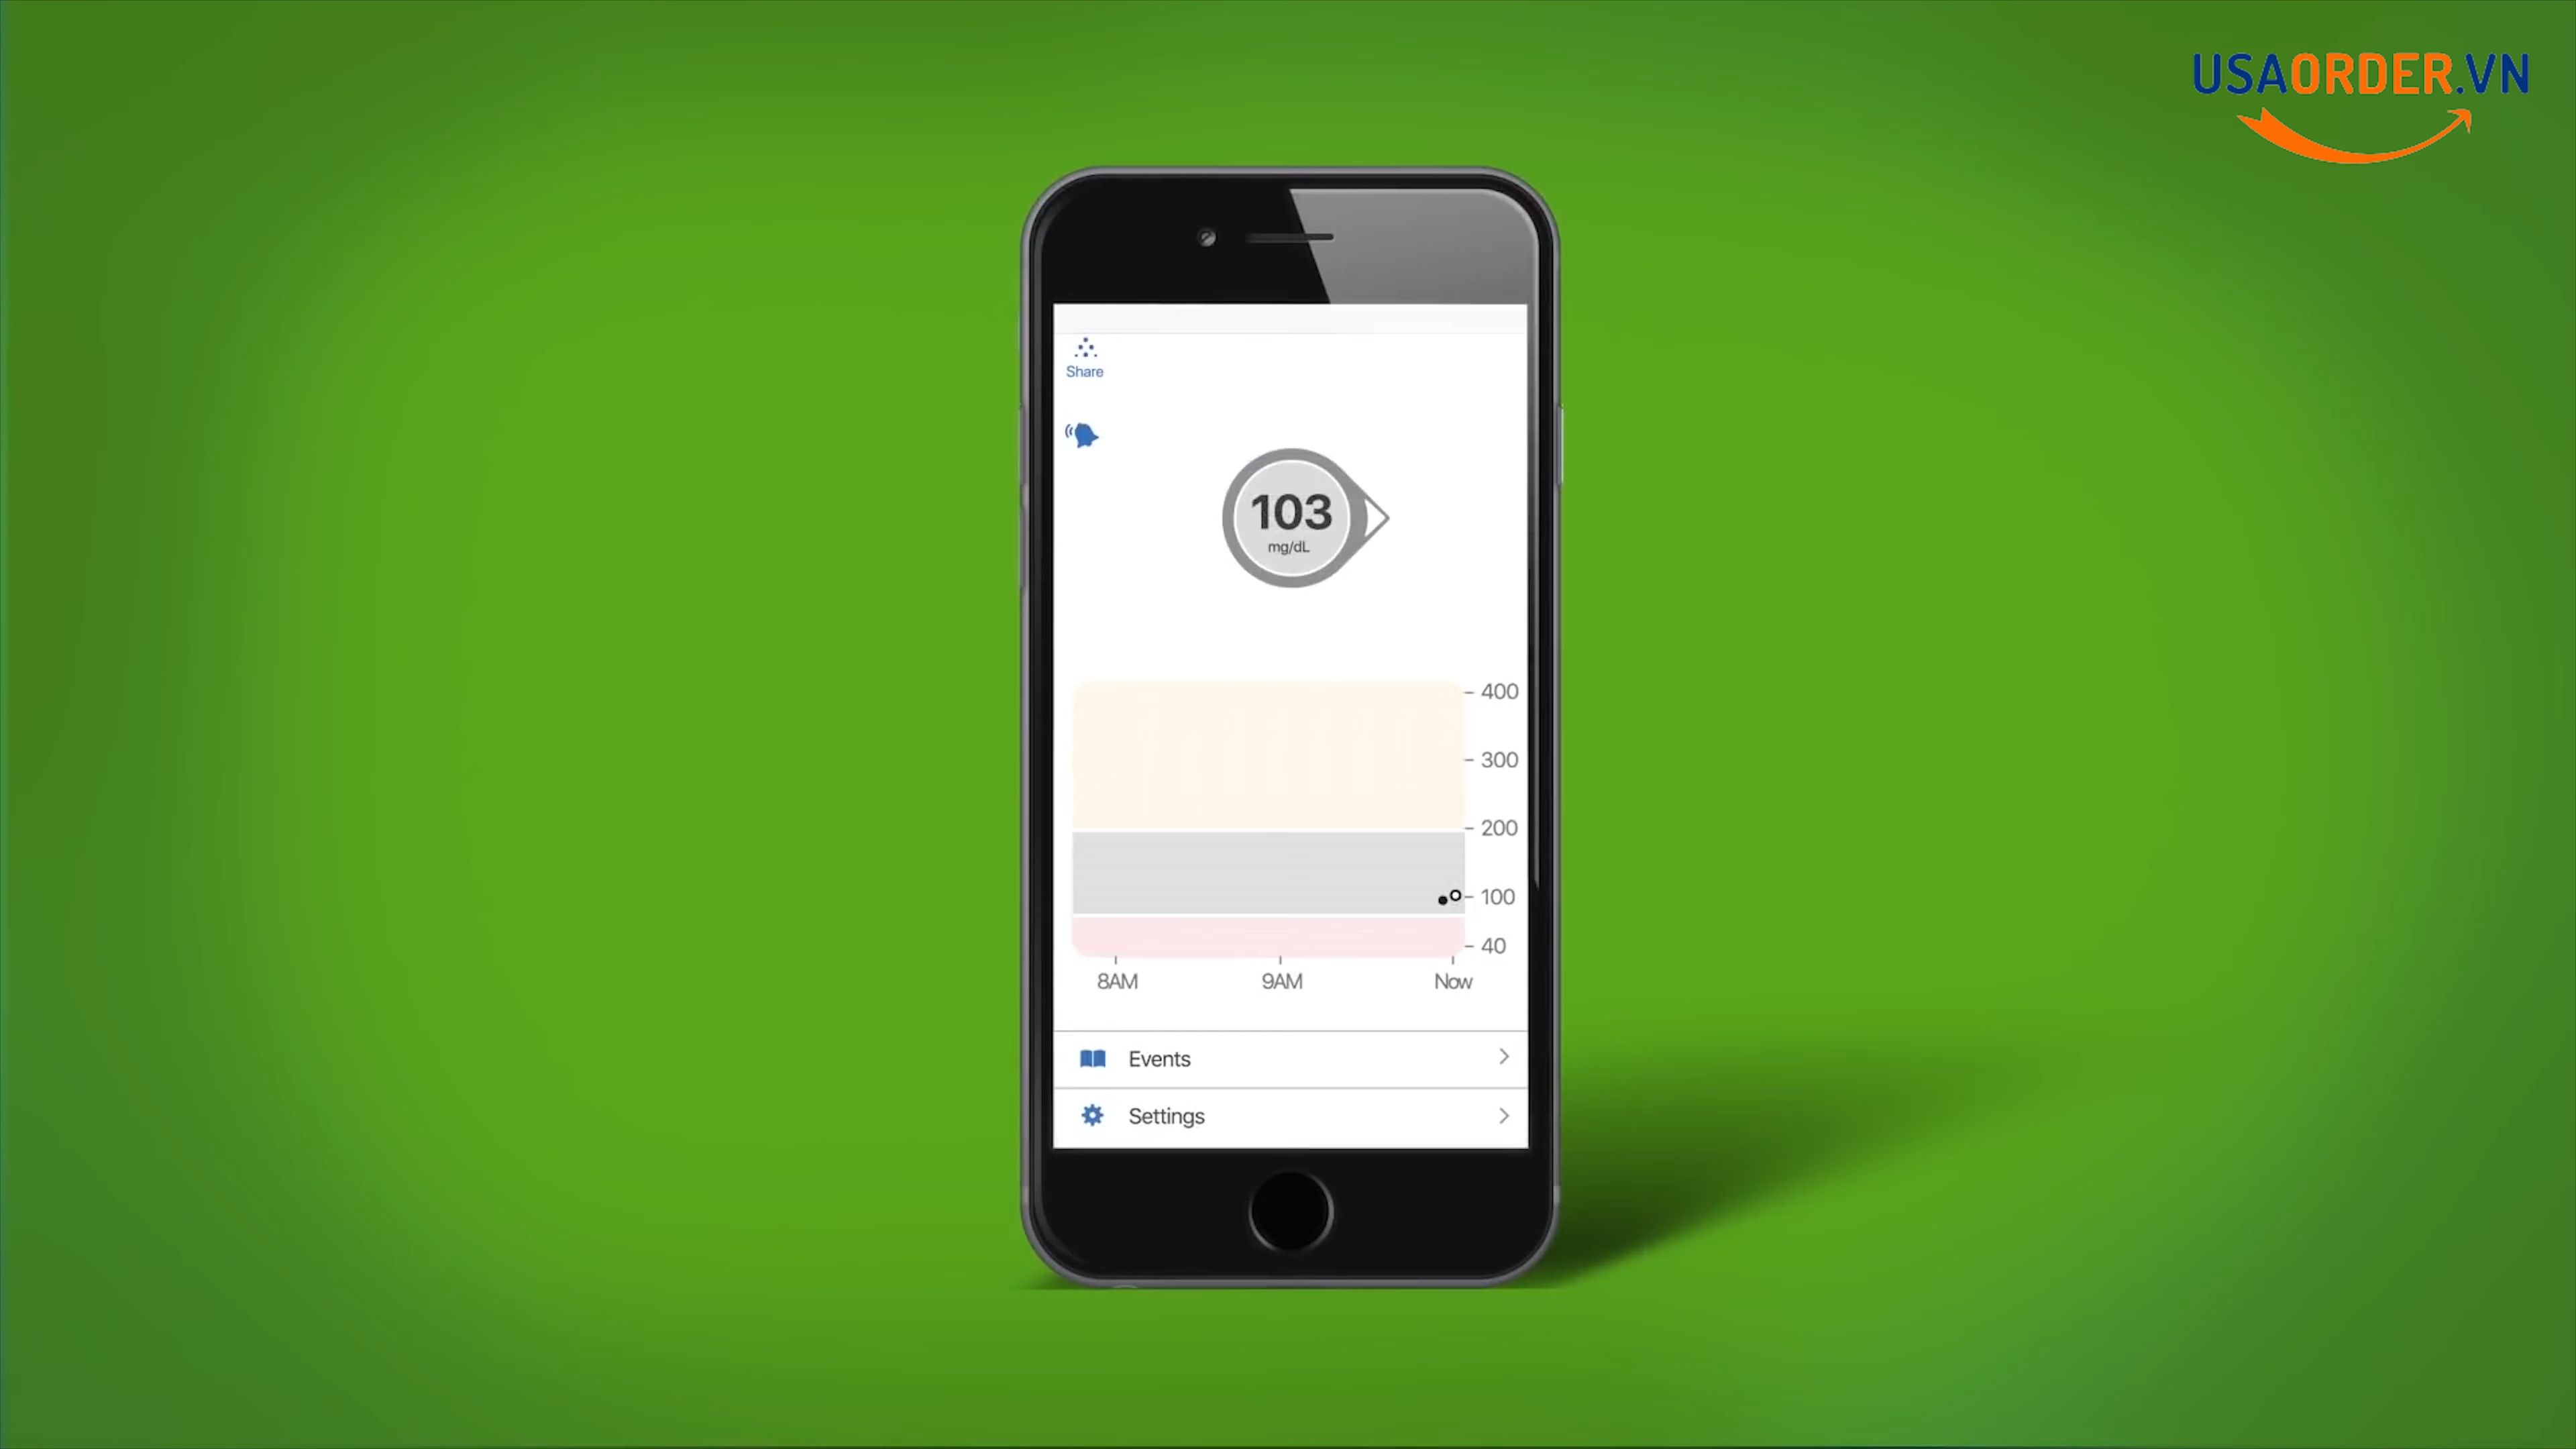 USAORDER.VN
Share
103
mg/dL
400
300
200
100
40
8AM 9AM Now
Events
Settings